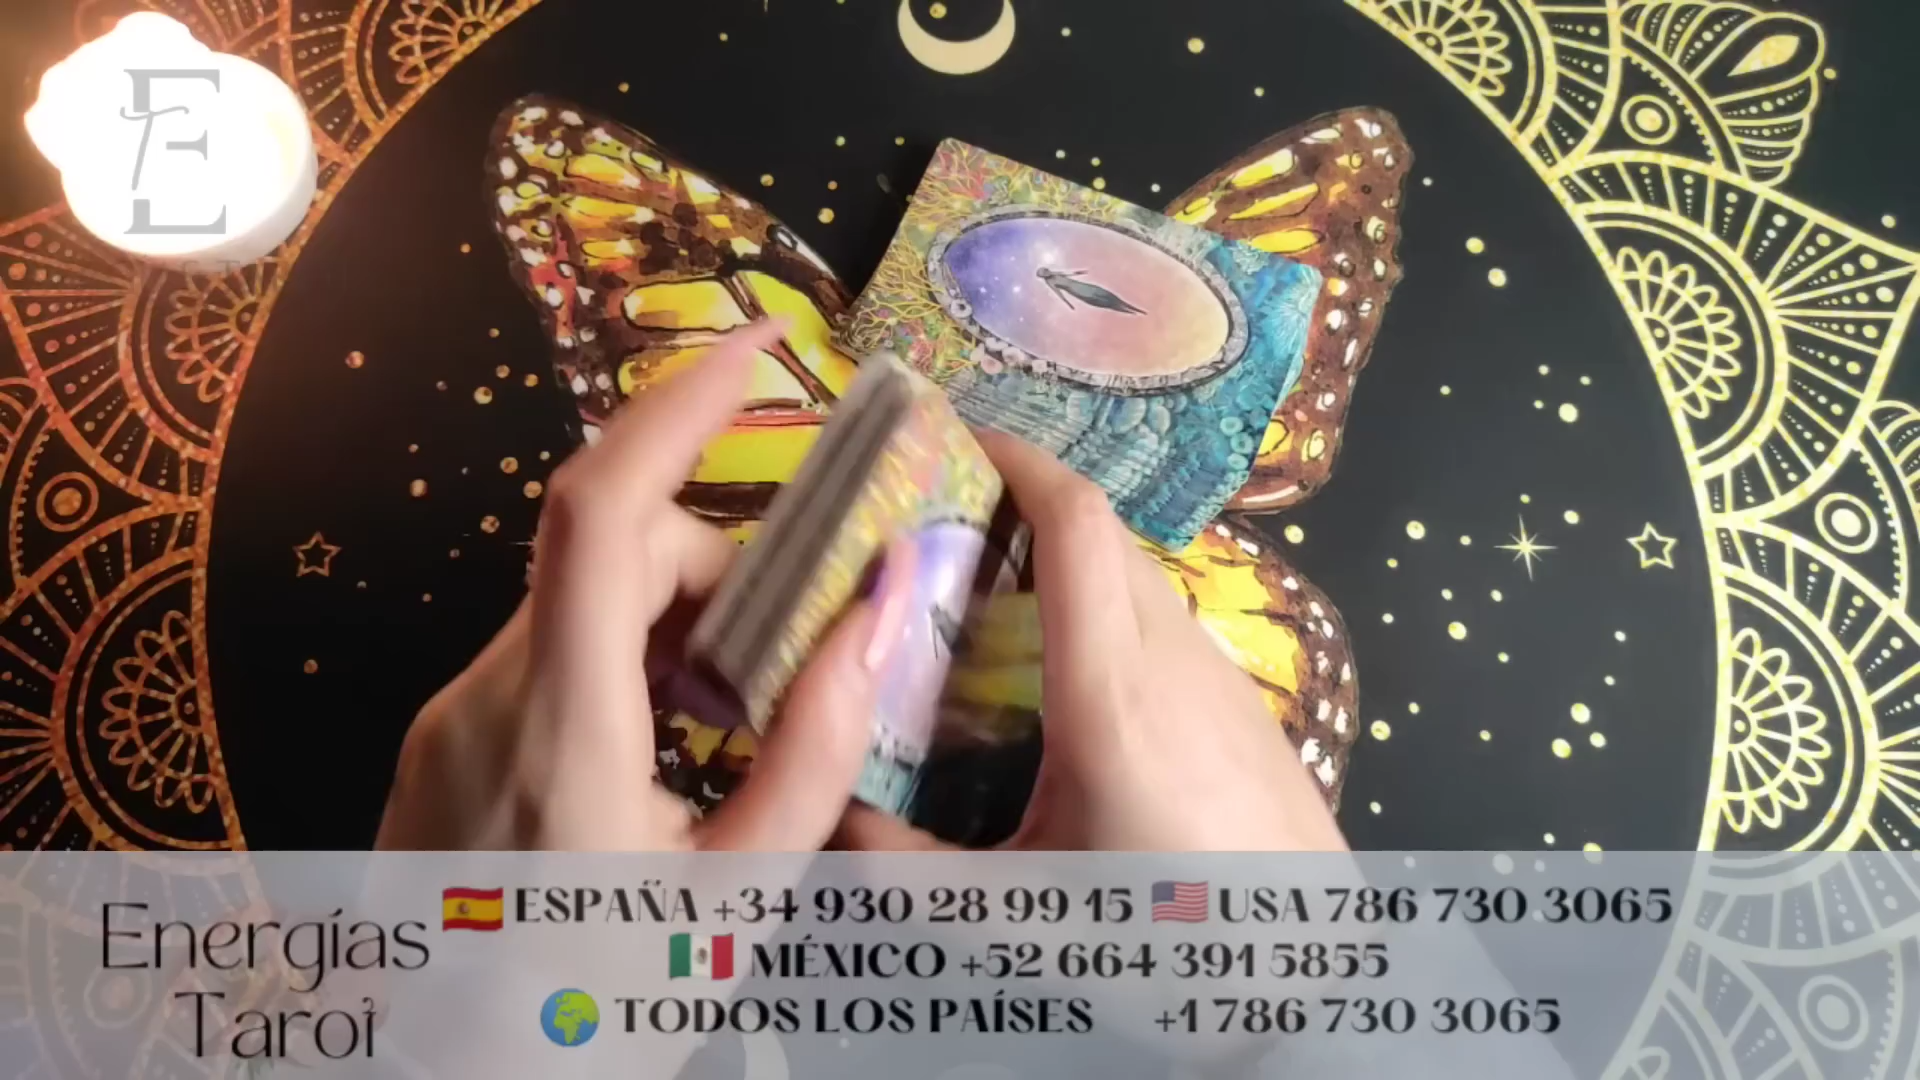 ET
Energías
Tarot
🇪🇸 ESPAÑA +34 930 28 99 15 🇺🇸 USA 786 730 3065
🇲🇽 MÉXICO +52 664 391 5855
🌍 TODOS LOS PAÍSES +1 786 730 3065